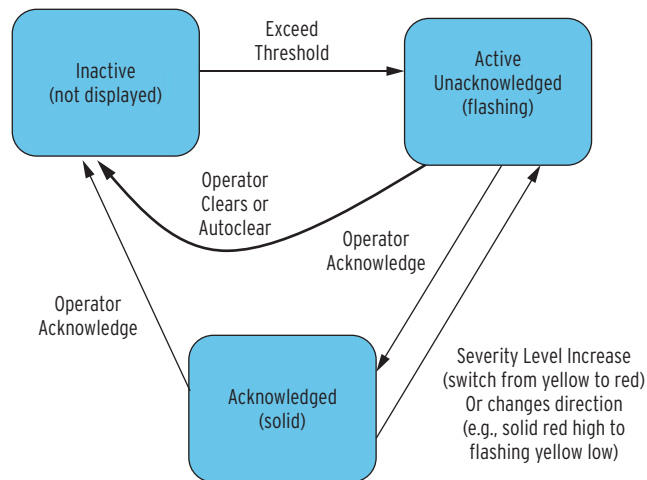 Exceed
Threshold
Inactive
(not displayed)
Active
Unacknowledged
(flashing)
Operator
Clears or
Autoclear
Operator
Acknowledge
Operator
Acknowledge
Severity Level Increase
(switch from yellow to red)
Or changes direction
(e.g., solid red high to
flashing yellow low)
Acknowledged
(solid)